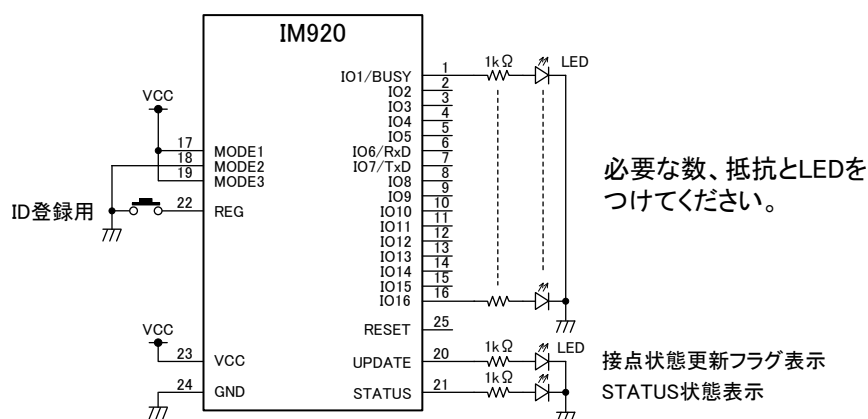 IM920
1kΩ
LED
1
IO1/BUSY
2
IO2
3
IO3
4
IO4
5
IO5
6
IO6/RxD
7
IO7/TxD
8
IO8
9
IO9
10
IO10
11
IO11
12
IO12
13
IO13
14
IO14
15
IO15
16
IO16
VCC
17
MODE1
18
MODE2
19
MODE3
ID登録用
22
REG
必要な数、抵抗とLEDを
つけてください。
25
RESET
VCC
23
VCC
24
GND
1kΩ
LED
20
UPDATE
接点状態更新フラグ表示
1kΩ
21
STATUS
STATUS状態表示